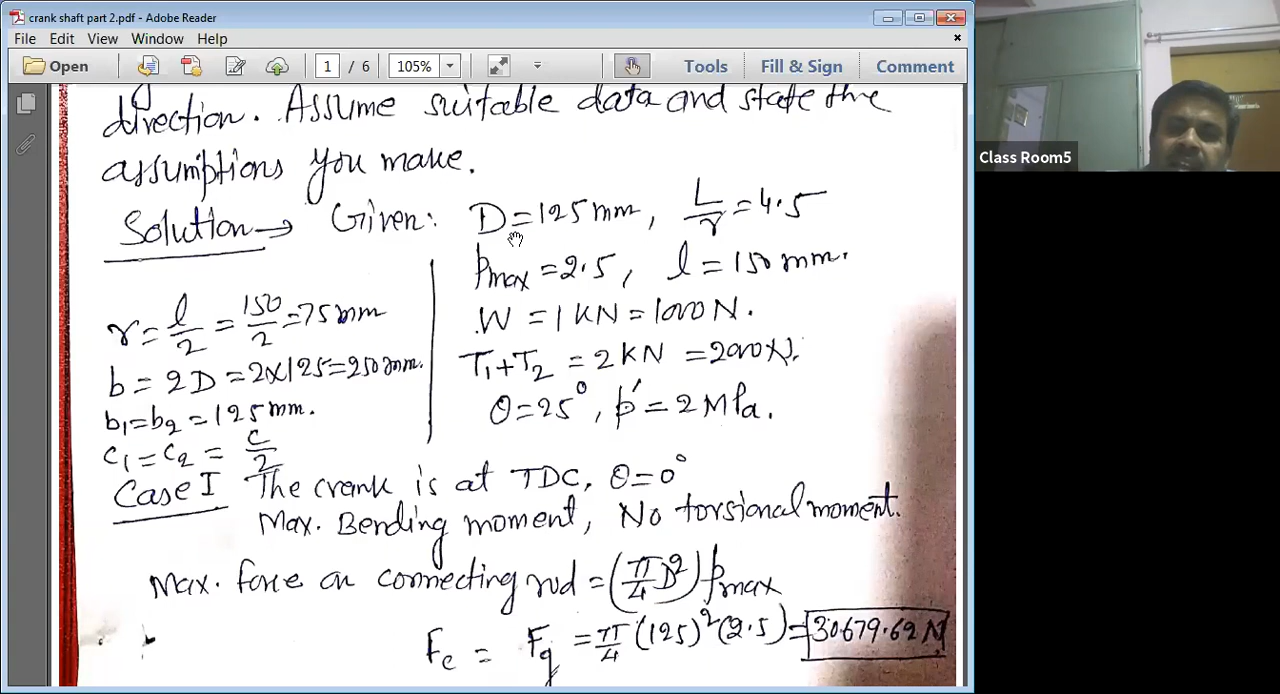 crank shaft part 2.pdf - Adobe Reader
File Edit View Window Help
Open 1 / 6 105% Tools Fill & Sign Comment
direction. Assume suitable data and state the
assumptions you make.
Solution → Given: D = 125 mm, L/r = 4.5
pmax = 2.5, l = 150 mm.
W = 1 KN = 1000 N.
T1+T2 = 2 KN = 2000 N.
θ = 25°, p' = 2 MPa.
r = l/2 = 150/2 = 75 mm
b = 2D = 2×125 = 250 mm.
b1 = b2 = 125 mm.
c1 = c2 = c/2
Case I The crank is at TDC, θ = 0°
Max. Bending moment, No torsional moment.
Max. force on connecting rod = (π/4 D²) pmax
Fc = Fq = π/4 (125)² (2.5) = 30679.62 N
Class Room5